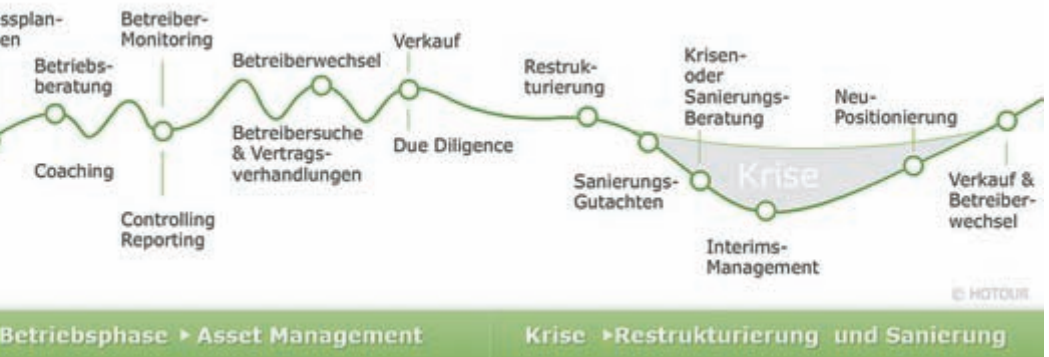 ssplan-
en
Betriebs-
beratung
Coaching
Betreiber-
Monitoring
Controlling
Reporting
Betreiberwechsel
Betreibersuche
& Vertrags-
verhandlungen
Verkauf
Due Diligence
Restruk-
turierung
Sanierungs-
Gutachten
Krisen-
oder
Sanierungs-
Beratung
Krise
Interims-
Management
Neu-
Positionierung
Verkauf &
Betreiber-
wechsel
© HOTOUR
Betriebsphase ▸ Asset Management
Krise ▸Restrukturierung und Sanierung